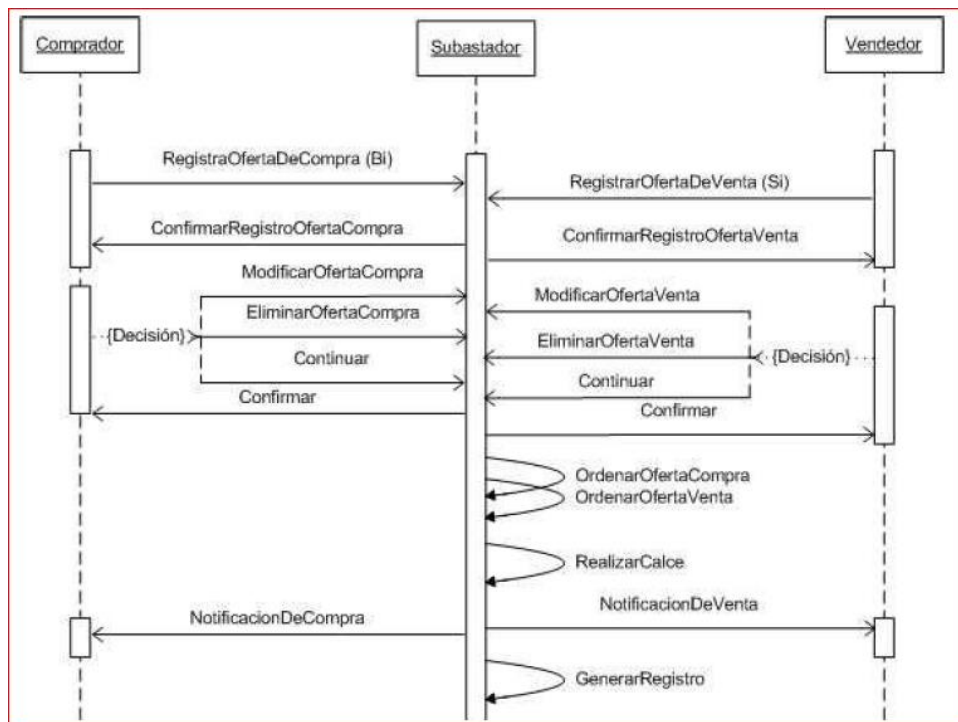 Comprador
Subastador
Vendedor
RegistraOfertaDeCompra (Bi)
RegistrarOfertaDeVenta (Si)
ConfirmarRegistroOfertaCompra
ConfirmarRegistroOfertaVenta
ModificarOfertaCompra
ModificarOfertaVenta
EliminarOfertaCompra
{Decisión}
EliminarOfertaVenta
{Decisión}
Continuar
Continuar
Confirmar
Confirmar
OrdenarOfertaCompra
OrdenarOfertaVenta
RealizarCalce
NotificacionDeCompra
NotificacionDeVenta
GenerarRegistro